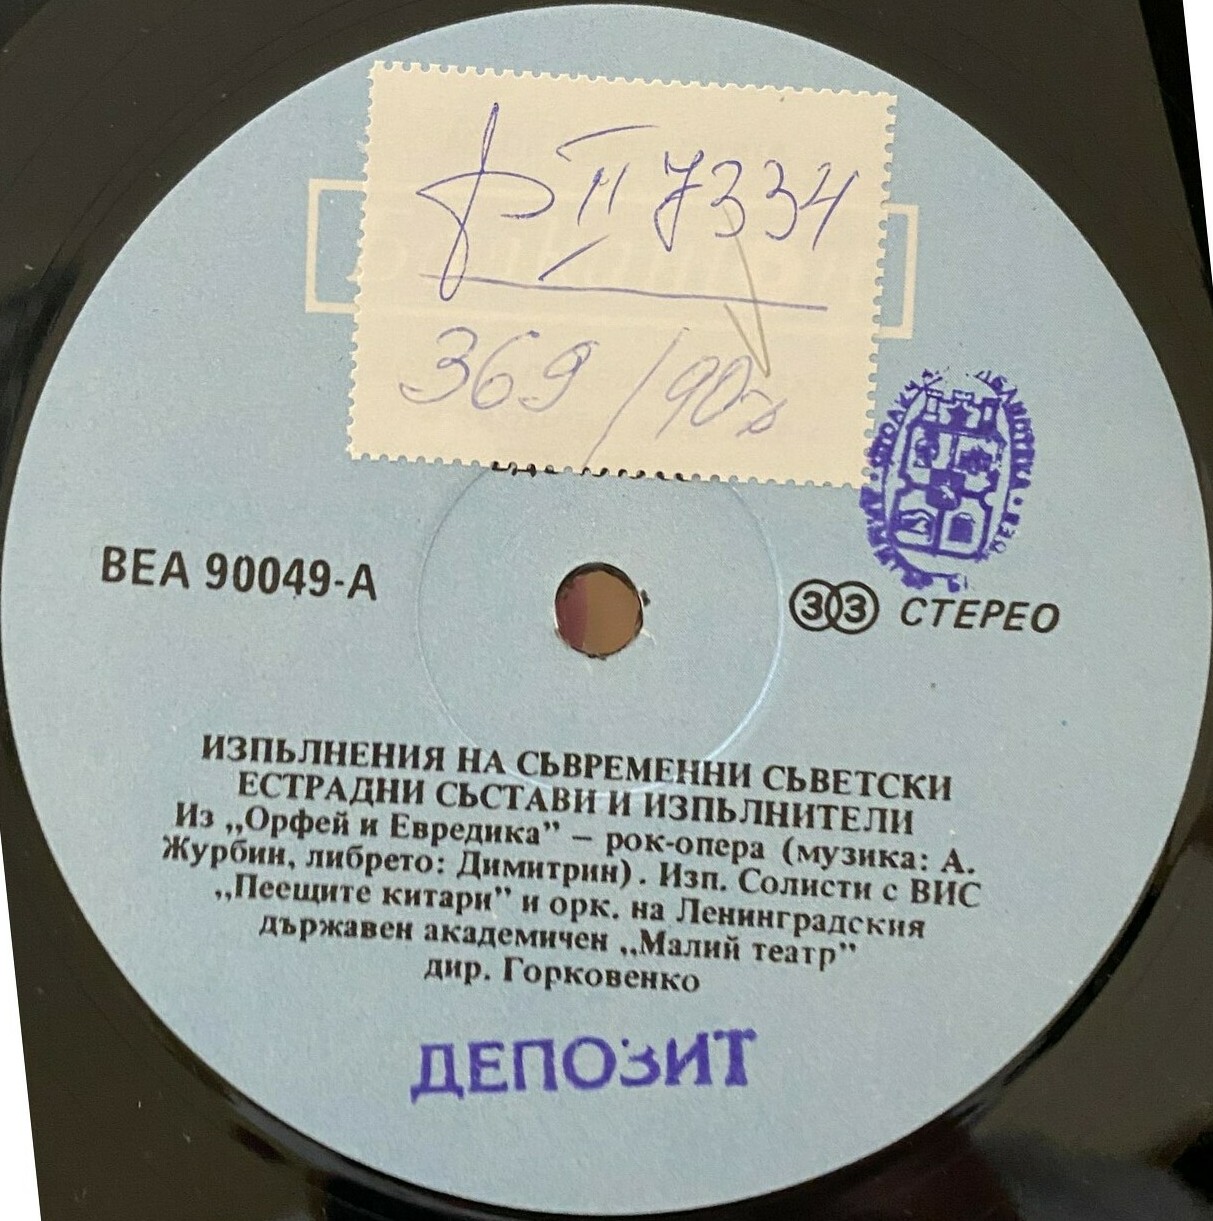 Ф II 7334
369/90г
ВЕА 90049-А
33 СТЕРЕО
ИЗПЪЛНЕНИЯ НА СЪВРЕМЕННИ СЪВЕТСКИ
ЕСТРАДНИ СЪСТАВИ И ИЗПЪЛНИТЕЛИ
Из „Орфей и Евредика” – рок-опера (музика: А.
Журбин, либрето: Димитрин). Изп. Солисти с ВИС
„Пеещите китари” и орк. на Ленинградския
държавен академичен „Малий театр”
дир. Горковенко
ДЕПОЗИТ